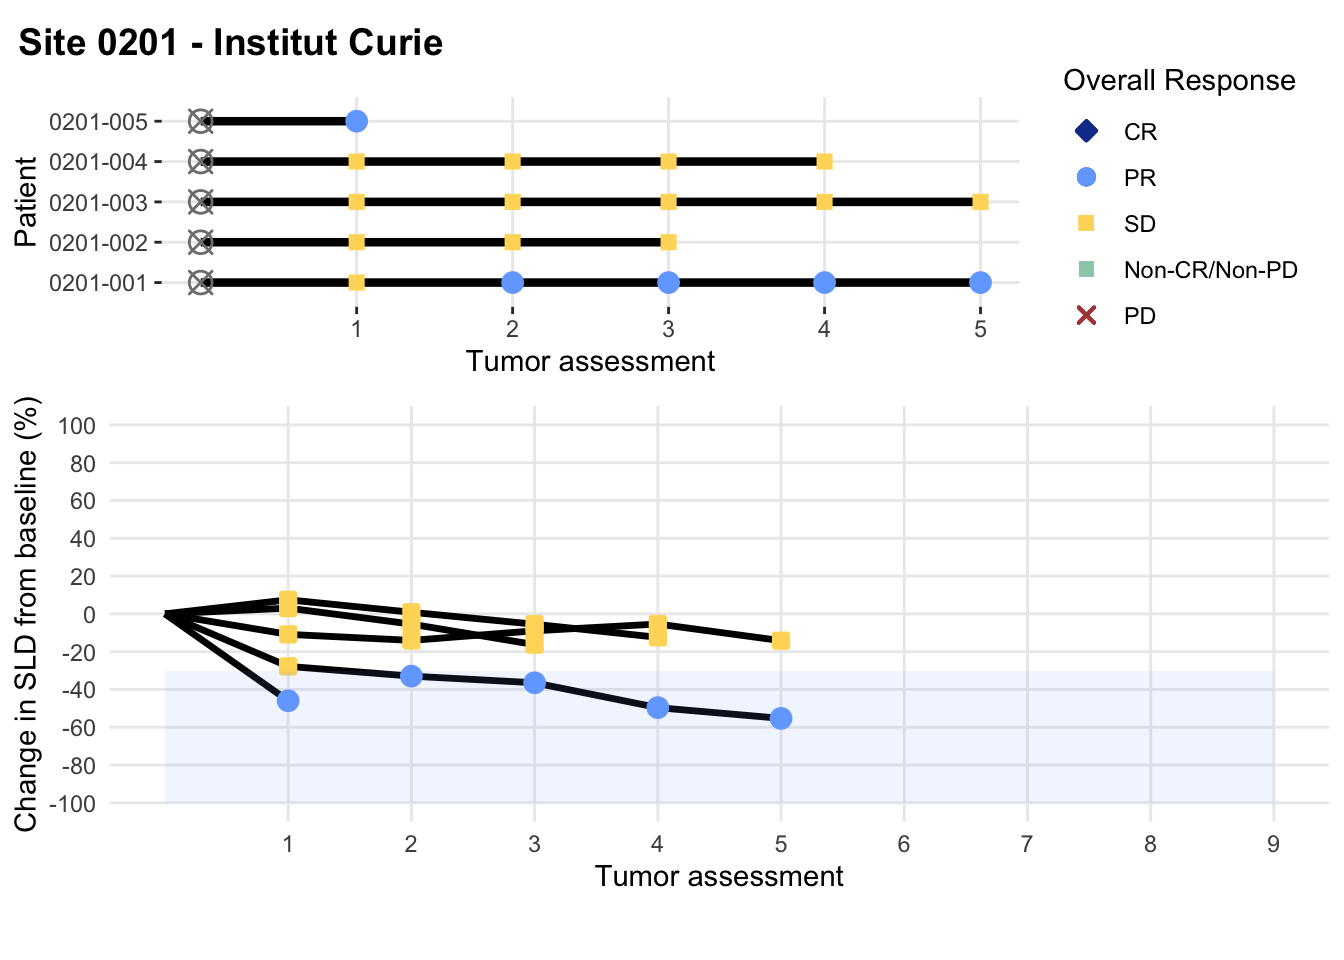 Site 0201 - Institut Curie
Overall Response
CR
PR
SD
Non-CR/Non-PD
PD
Patient
0201-005
0201-004
0201-003
0201-002
0201-001
1 2 3 4 5
Tumor assessment
Change in SLD from baseline (%)
100
80
60
40
20
0
-20
-40
-60
-80
-100
1 2 3 4 5 6 7 8 9
Tumor assessment